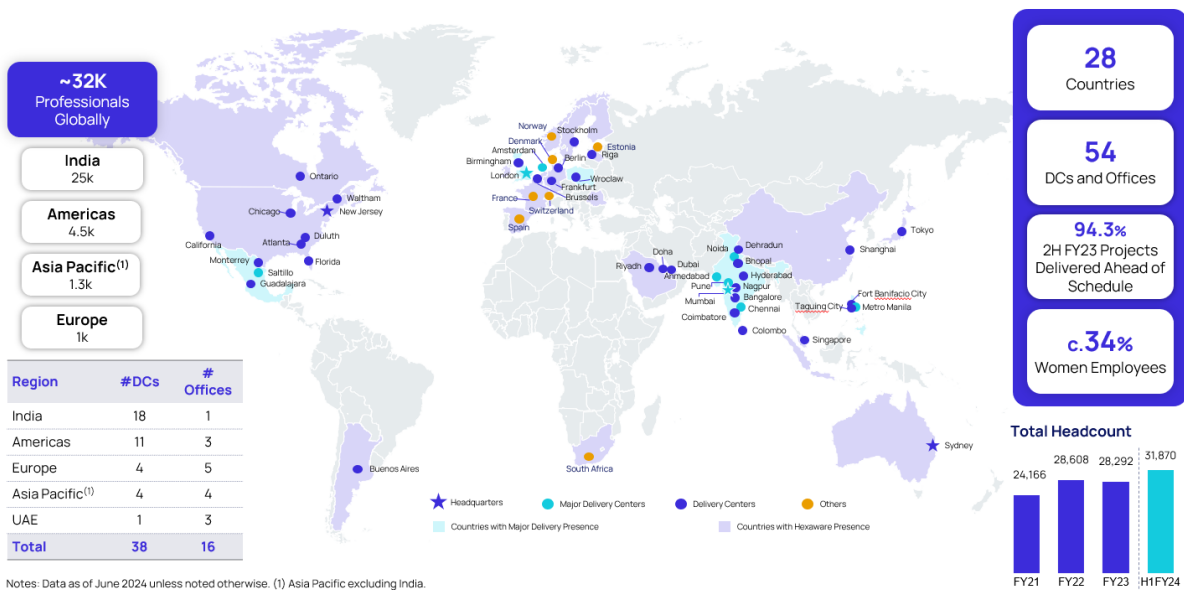 ~32K
Professionals
Globally
India
25k
Americas
4.5k
Asia Pacific(1)
1.3k
Europe
1k
Region #DCs # Offices
India 18 1
Americas 11 3
Europe 4 5
Asia Pacific(1) 4 4
UAE 1 3
Total 38 16
Ontario
Waltham
Chicago
New Jersey
California
Atlanta
Duluth
Monterrey
Florida
Saltillo
Guadalajara
Buenos Aires
Norway
Stockholm
Denmark
Estonia
Amsterdam
Berlin
Riga
Birmingham
London
Wroclaw
Frankfurt
France
Brussels
Switzerland
Spain
Doha
Riyadh
Dubai
Noida
Dehradun
Ahmedabad
Bhopal
Hyderabad
Pune
Nagpur
Mumbai
Bangalore
Chennai
Coimbatore
Colombo
Tokyo
Shanghai
Fort Banifacio City
Taquing City
Metro Manila
Singapore
South Africa
Sydney
Headquarters
Major Delivery Centers
Delivery Centers
Others
Countries with Major Delivery Presence
Countries with Hexaware Presence
28
Countries
54
DCs and Offices
94.3%
2H FY23 Projects
Delivered Ahead of
Schedule
c.34%
Women Employees
Total Headcount
24,166
28,608
28,292
31,870
FY21 FY22 FY23 H1FY24
Notes: Data as of June 2024 unless noted otherwise. (1) Asia Pacific excluding India.